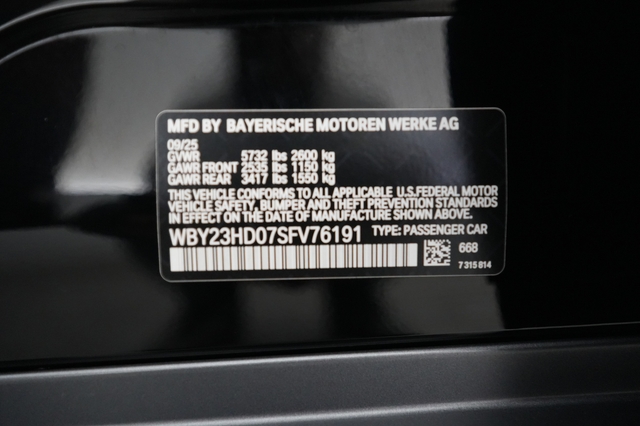 MFD BY BAYERISCHE MOTOREN WERKE AG
09/25
GVWR 5732 lbs 2600 kg
GAWR FRONT 2535 lbs 1150 kg
GAWR REAR 3417 lbs 1550 kg
THIS VEHICLE CONFORMS TO ALL APPLICABLE U.S.FEDERAL MOTOR
VEHICLE SAFETY, BUMPER AND THEFT PREVENTION STANDARDS
IN EFFECT ON THE DATE OF MANUFACTURE SHOWN ABOVE.
WBY23HD07SFV76191 TYPE: PASSENGER CAR
668
7 315 814